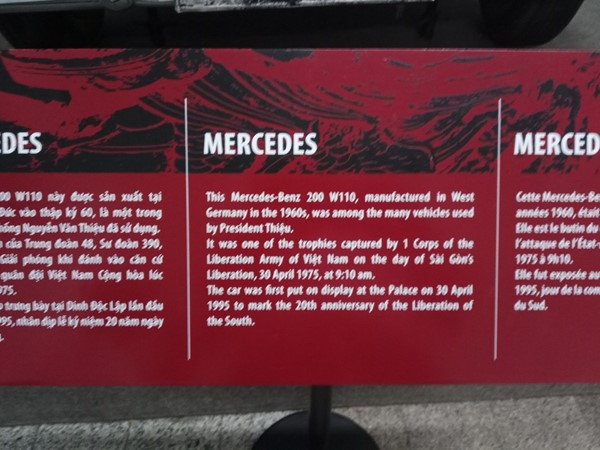 EDES
00 W110 này được sản xuất tại
Đức vào thập kỷ 60, là một trong
hống Nguyễn Văn Thiệu đã sử dụng.
của Trung đoàn 48, Sư đoàn 390,
Giải phóng khi đánh vào căn cứ
quân đội Việt Nam Cộng hòa lúc
975.
trưng bày tại Dinh Độc Lập lần đầu
95, nhân dịp lễ kỷ niệm 20 năm ngày
MERCEDES
This Mercedes-Benz 200 W110, manufactured in West
Germany in the 1960s, was among the many vehicles used
by President Thiệu.
It was one of the trophies captured by 1 Corps of the
Liberation Army of Việt Nam on the day of Sài Gòn's
Liberation, 30 April 1975, at 9:10 am.
The car was first put on display at the Palace on 30 April
1995 to mark the 20th anniversary of the Liberation of
the South.
MERCED
Cette Mercedes-Be
années 1960, était
Elle est le butin du
l'attaque de l'État-
1975 à 9h10.
Elle fut exposée au
1995, jour de la com
du Sud.